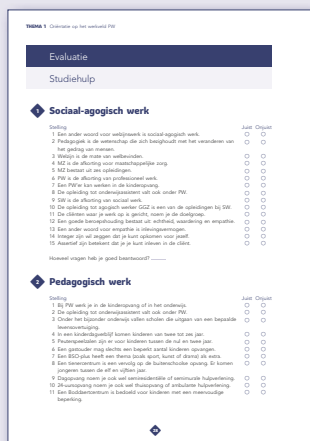 THEMA 1 Oriëntatie op het werkveld PW
Evaluatie
Studiehulp
1 Sociaal-agogisch werk
Stelling Juist Onjuist
1 Een ander woord voor welzijnswerk is sociaal-agogisch werk.
2 Pedagogiek is de wetenschap die zich bezighoudt met het veranderen van
het gedrag van mensen.
3 Welzijn is de mate van welbevinden.
4 MZ is de afkorting voor maatschappelijke zorg.
5 MZ bestaat uit zes opleidingen.
6 PW is de afkorting van professioneel werk.
7 Een PW'er kan werken in de kinderopvang.
8 De opleiding tot onderwijsassistent valt ook onder PW.
9 SW is de afkorting van sociaal werk.
10 De opleiding tot agogisch werker GGZ is een van de opleidingen bij SW.
11 De cliënten waar je werk op is gericht, noem je de doelgroep.
12 Een goede beroepshouding bestaat uit: echtheid, waardering en empathie.
13 Een ander woord voor empathie is inlevingsvermogen.
14 Integer zijn wil zeggen dat je kunt opkomen voor jezelf.
15 Assertief zijn betekent dat je je kunt inleven in de cliënt.
Hoeveel vragen heb je goed beantwoord?
2 Pedagogisch werk
Stelling Juist Onjuist
1 Bij PW werk je in de kinderopvang of in het onderwijs.
2 De opleiding tot onderwijsassistent valt ook onder PW.
3 Onder het bijzonder onderwijs vallen scholen die uitgaan van een bepaalde
levensovertuiging.
4 In een kinderdagverblijf komen kinderen van twee tot zes jaar.
5 Peuterspeelzalen zijn er voor kinderen tussen de nul en twee jaar.
6 Een gastouder mag slechts een beperkt aantal kinderen opvangen.
7 Een BSO-plus heeft een thema (zoals sport, kunst of drama) als extra.
8 Een tienercentrum is een vervolg op de buitenschoolse opvang. Er komen
jongeren tussen de elf en vijftien jaar.
9 Dagopvang noem je ook wel semiresidentiële of semimurale hulpverlening.
10 24-uursopvang noem je ook wel thuisopvang of ambulante hulpverlening.
11 Een Boddaertcentrum is bedoeld voor kinderen met een meervoudige
beperking.